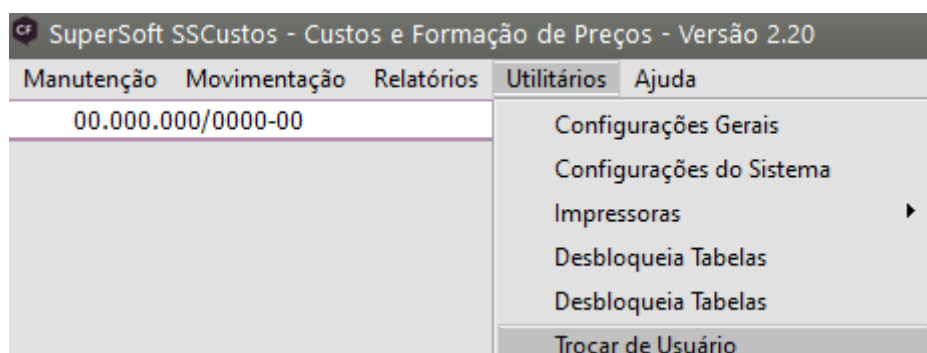 CF SuperSoft SSCustos - Custos e Formação de Preços - Versão 2.20
Manutenção Movimentação Relatórios Utilitários Ajuda
00.000.000/0000-00
Configurações Gerais
Configurações do Sistema
Impressoras
Desbloqueia Tabelas
Desbloqueia Tabelas
Trocar de Usuário